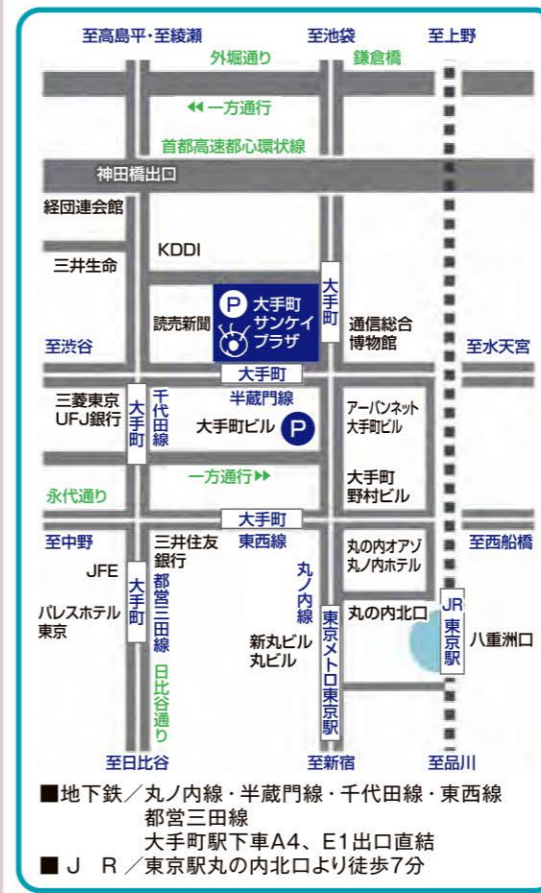 至高島平・至綾瀬
至池袋
至上野
外堀通り
鎌倉橋
◀◀ 一方通行
首都高速都心環状線
神田橋出口
経団連会館
KDDI
三井生命
大手町
P 大手町
サンケイ
プラザ
読売新聞
通信総合
博物館
至渋谷
至水天宮
大手町
三菱東京
UFJ銀行
大手町
千代田線
半蔵門線
大手町ビル P
アーバンネット
大手町ビル
一方通行▶▶
大手町
野村ビル
永代通り
大手町
至中野
三井住友
銀行
東西線
丸の内オアゾ
丸ノ内ホテル
至西船橋
JFE
大手町
都営三田線
丸ノ内線
パレスホテル
東京
新丸ビル
丸ビル
東京メトロ東京駅
丸の内北口
JR東京駅
八重洲口
日比谷通り
至日比谷
至新宿
至品川
■地下鉄／丸ノ内線・半蔵門線・千代田線・東西線
都営三田線
大手町駅下車A4、E1出口直結
■ J R ／東京駅丸の内北口より徒歩7分